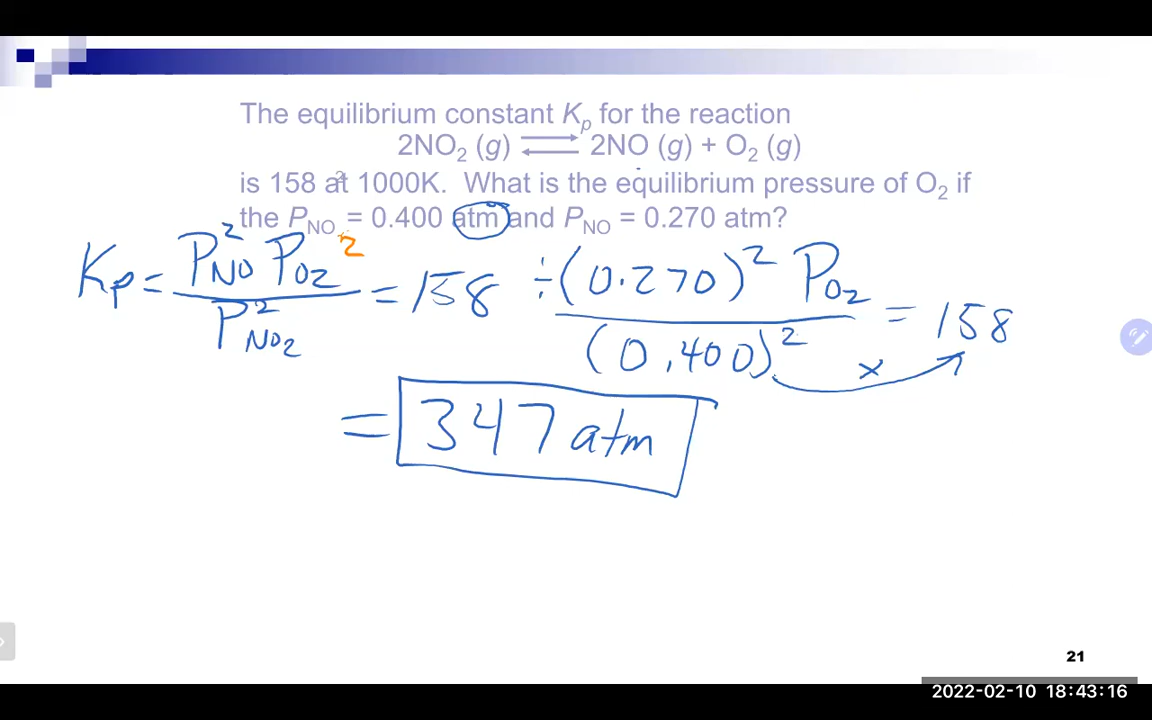 The equilibrium constant Kp for the reaction
2NO2 (g) ⇌ 2NO (g) + O2 (g)
is 158 at 1000K. What is the equilibrium pressure of O2 if
the PNO = 0.400 atm and PNO = 0.270 atm?
2
Kp = P²NO PO2 / P²NO2 = 158 ÷ (0.270)² PO2 / (0.400)² = 158
x
= 347 atm
21
2022-02-10 18:43:16